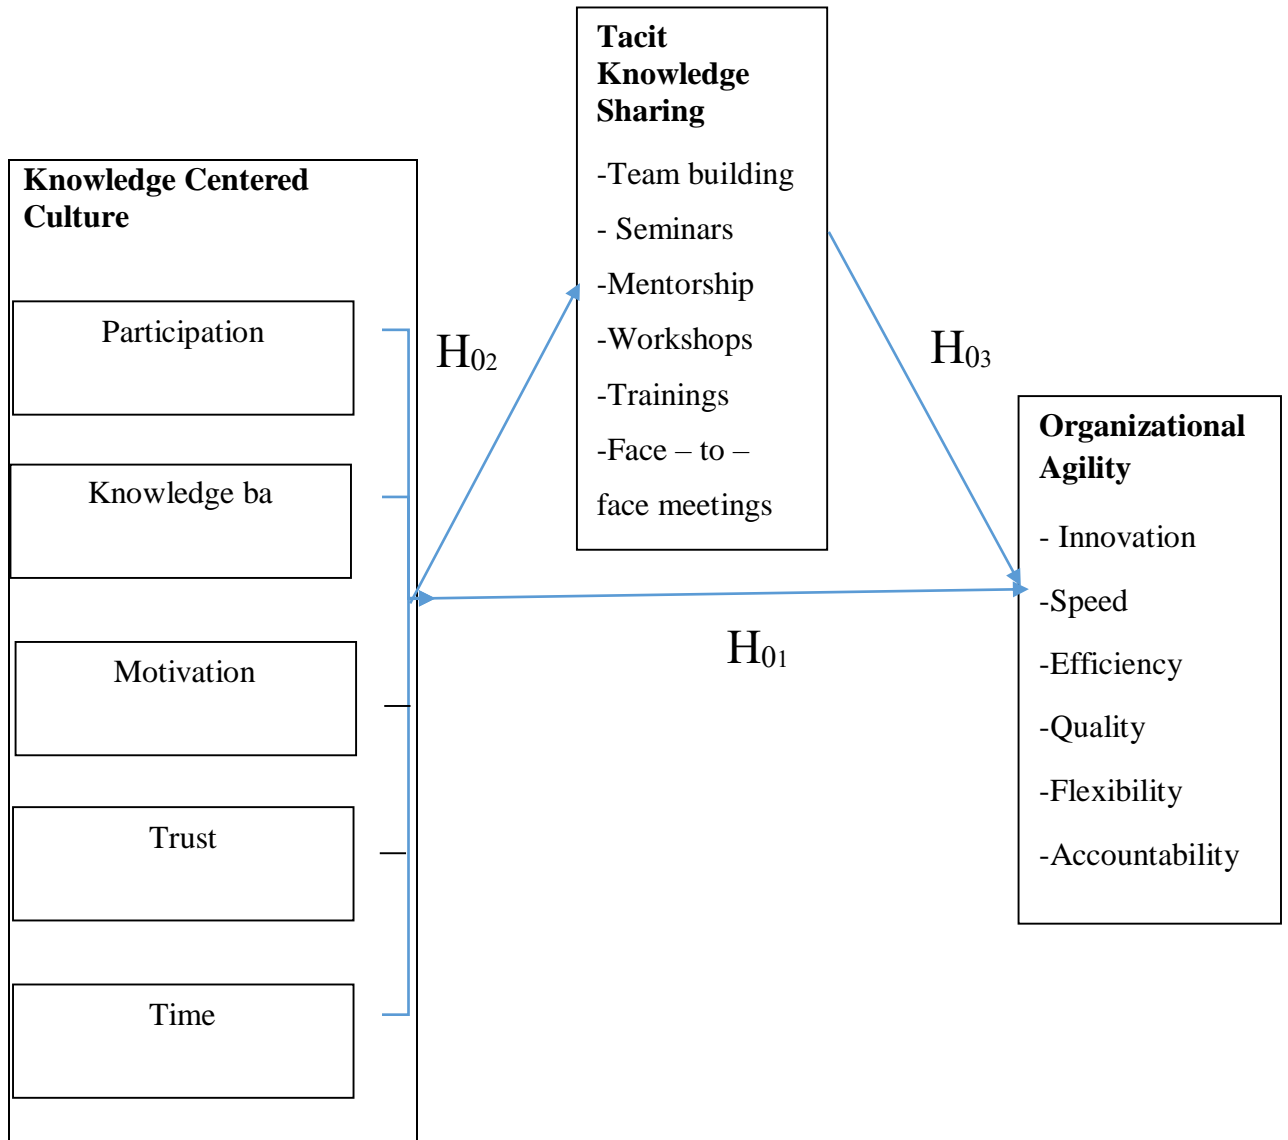 Knowledge Centered
Culture
Participation
Knowledge ba
Motivation
Trust
Time
H02
Tacit
Knowledge
Sharing
-Team building
- Seminars
-Mentorship
-Workshops
-Trainings
-Face – to –
face meetings
H03
H01
Organizational
Agility
- Innovation
-Speed
-Efficiency
-Quality
-Flexibility
-Accountability